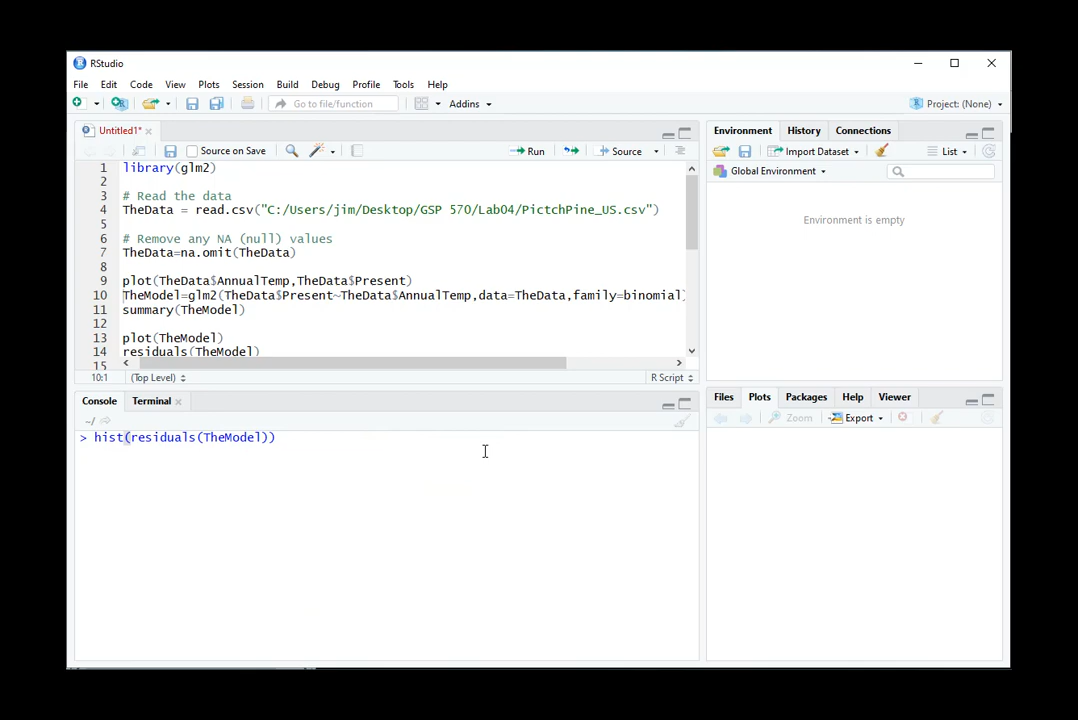 RStudio
File Edit Code View Plots Session Build Debug Profile Tools Help
Go to file/function Addins Project: (None)
Untitled1*
Source on Save Run Source
1 library(glm2)
2
3 # Read the data
4 TheData = read.csv("C:/Users/jim/Desktop/GSP 570/Lab04/PictchPine_US.csv")
5
6 # Remove any NA (null) values
7 TheData=na.omit(TheData)
8
9 plot(TheData$AnnualTemp,TheData$Present)
10 TheModel=glm2(TheData$Present~TheData$AnnualTemp,data=TheData,family=binomial)
11 summary(TheModel)
12
13 plot(TheModel)
14 residuals(TheModel)
15
10:1 (Top Level) R Script
Console Terminal
~/
> hist(residuals(TheModel))
Environment History Connections
Import Dataset List
Global Environment
Environment is empty
Files Plots Packages Help Viewer
Zoom Export